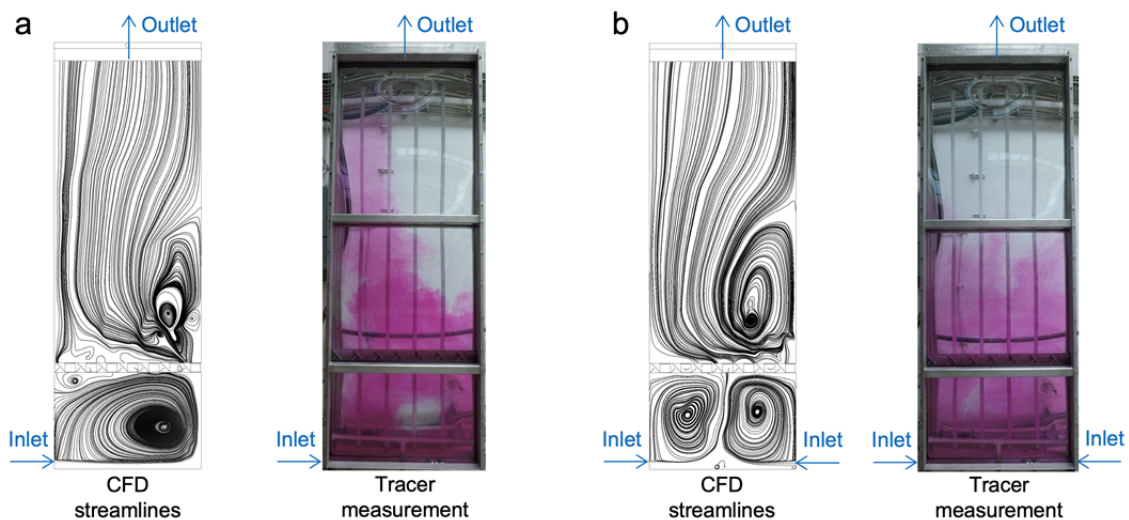 a
Outlet
Outlet
Inlet
Inlet
CFD
streamlines
Tracer
measurement
b
Outlet
Outlet
Inlet
Inlet
Inlet
Inlet
CFD
streamlines
Tracer
measurement